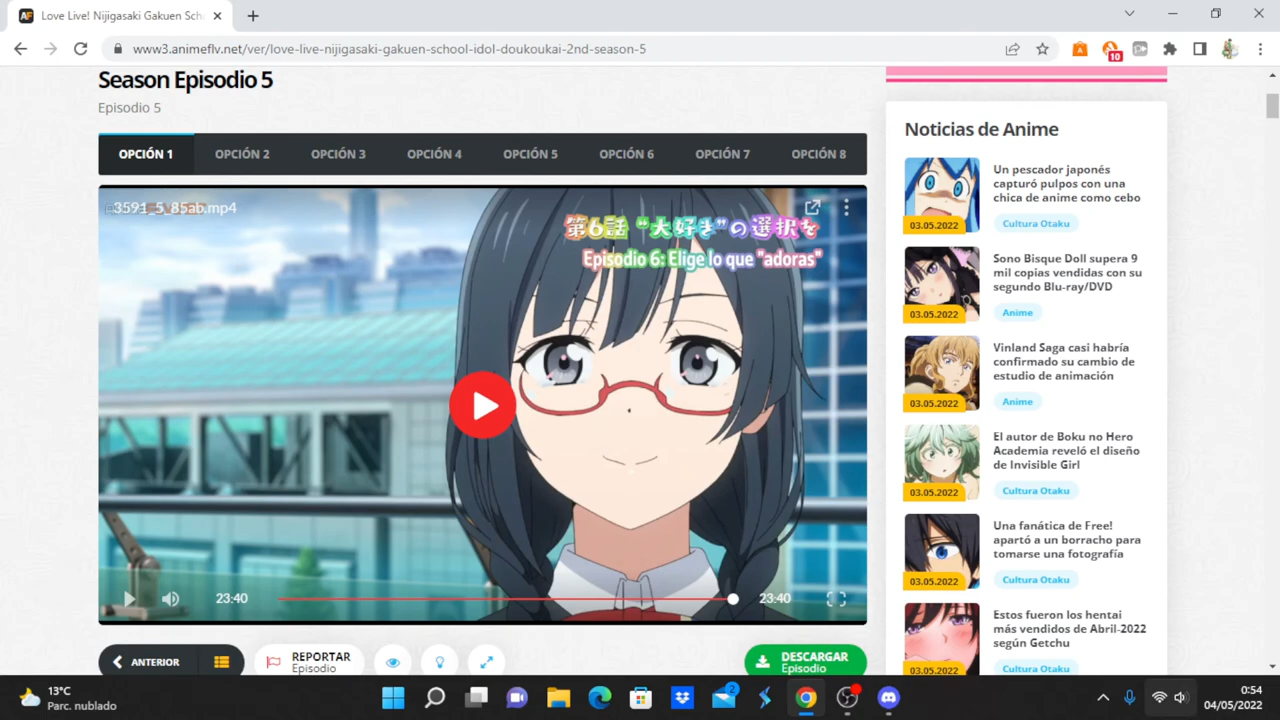 Love Live! Nijigasaki Gakuen Sch
www3.animeflv.net/ver/love-live-nijigasaki-gakuen-school-idol-doukoukai-2nd-season-5
10
Season Episodio 5
Episodio 5
OPCIÓN 1
OPCIÓN 2
OPCIÓN 3
OPCIÓN 4
OPCIÓN 5
OPCIÓN 6
OPCIÓN 7
OPCIÓN 8
3591_5_85ab.mp4
第6話 “大好き”の選択を
Episodio 6: Elige lo que "adoras"
23:40
23:40
ANTERIOR
REPORTAR
Episodio
DESCARGAR
Episodio
Noticias de Anime
Un pescador japonés
capturó pulpos con una
chica de anime como cebo
03.05.2022
Cultura Otaku
Sono Bisque Doll supera 9
mil copias vendidas con su
segundo Blu-ray/DVD
03.05.2022
Anime
Vinland Saga casi habría
confirmado su cambio de
estudio de animación
03.05.2022
Anime
El autor de Boku no Hero
Academia reveló el diseño
de Invisible Girl
03.05.2022
Cultura Otaku
Una fanática de Free!
apartó a un borracho para
tomarse una fotografía
03.05.2022
Cultura Otaku
Estos fueron los hentai
más vendidos de Abril-2022
según Getchu
03.05.2022
Cultura Otaku
13°C
Parc. nublado
2
0:54
04/05/2022